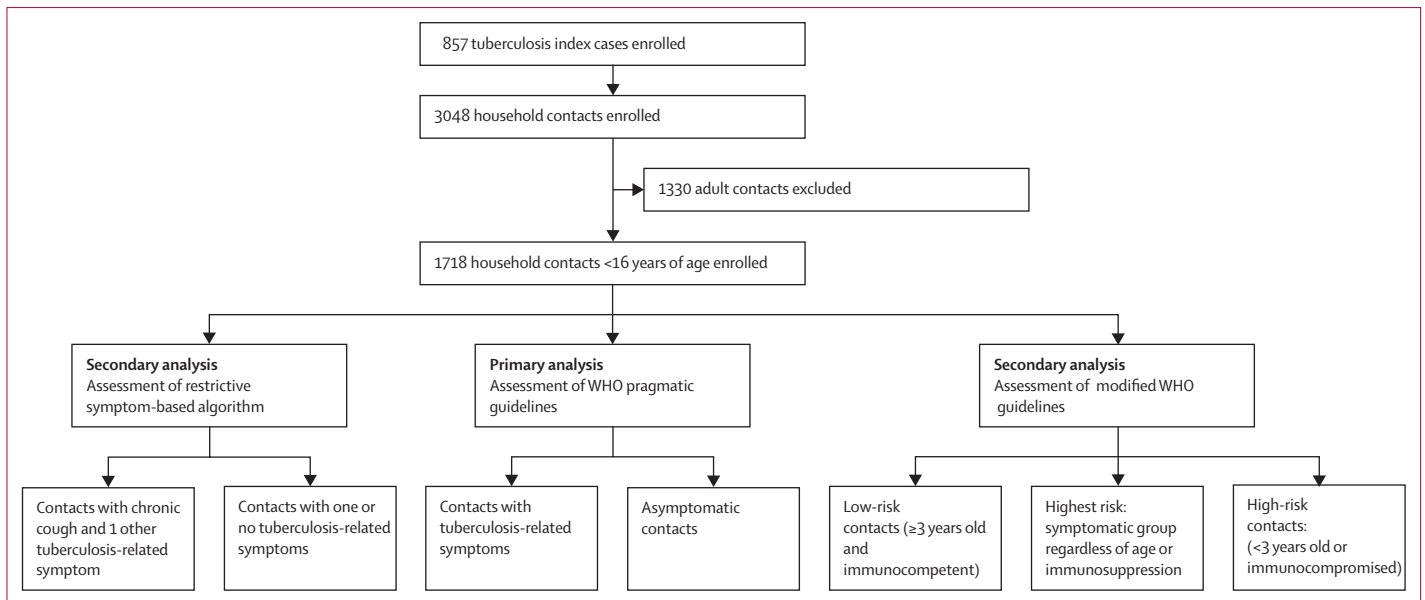 857 tuberculosis index cases enrolled
3048 household contacts enrolled
1330 adult contacts excluded
1718 household contacts <16 years of age enrolled
Secondary analysis
Assessment of restrictive
symptom-based algorithm
Primary analysis
Assessment of WHO pragmatic
guidelines
Secondary analysis
Assessment of modified WHO
guidelines
Contacts with chronic
cough and 1 other
tuberculosis-related
symptom
Contacts with one or
no tuberculosis-related
symptoms
Contacts with
tuberculosis-related
symptoms
Asymptomatic
contacts
Low-risk
contacts (≥3 years old
and
immunocompetent)
Highest risk:
symptomatic group
regardless of age or
immunosuppression
High-risk
contacts:
(<3 years old or
immunocompromised)